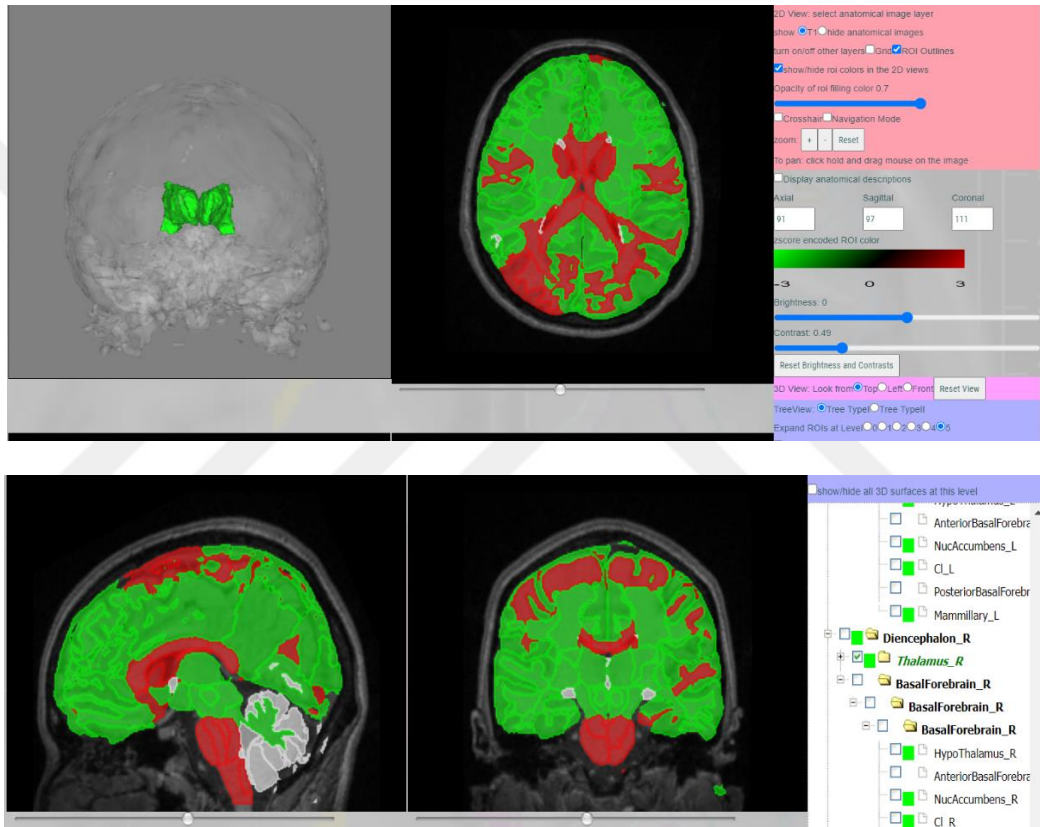 2D View: select anatomical image layer
show T1 hide anatomical images
turn on/off other layers Grid ROI Outlines
show/hide roi colors in the 2D views
Opacity of roi filling color 0.7
Crosshair Navigation Mode
zoom: + - Reset
To pan: click hold and drag mouse on the image
Display anatomical descriptions
Axial Sagittal Coronal
91 97 111
zscore encoded ROI color
-3 0 3
Brightness: 0
Contrast: 0.49
Reset Brightness and Contrasts
3D View: Look from Top Left Front Reset View
TreeView: Tree TypeI Tree TypeII
Expand ROIs at Level 0 1 2 3 4 5
show/hide all 3D surfaces at this level
HypoThalamus_L
AnteriorBasalForebra
NucAccumbens_L
Cl_L
PosteriorBasalForebr
Mammillary_L
Diencephalon_R
Thalamus_R
BasalForebrain_R
BasalForebrain_R
BasalForebrain_R
HypoThalamus_R
AnteriorBasalForebra
NucAccumbens_R
Cl_R